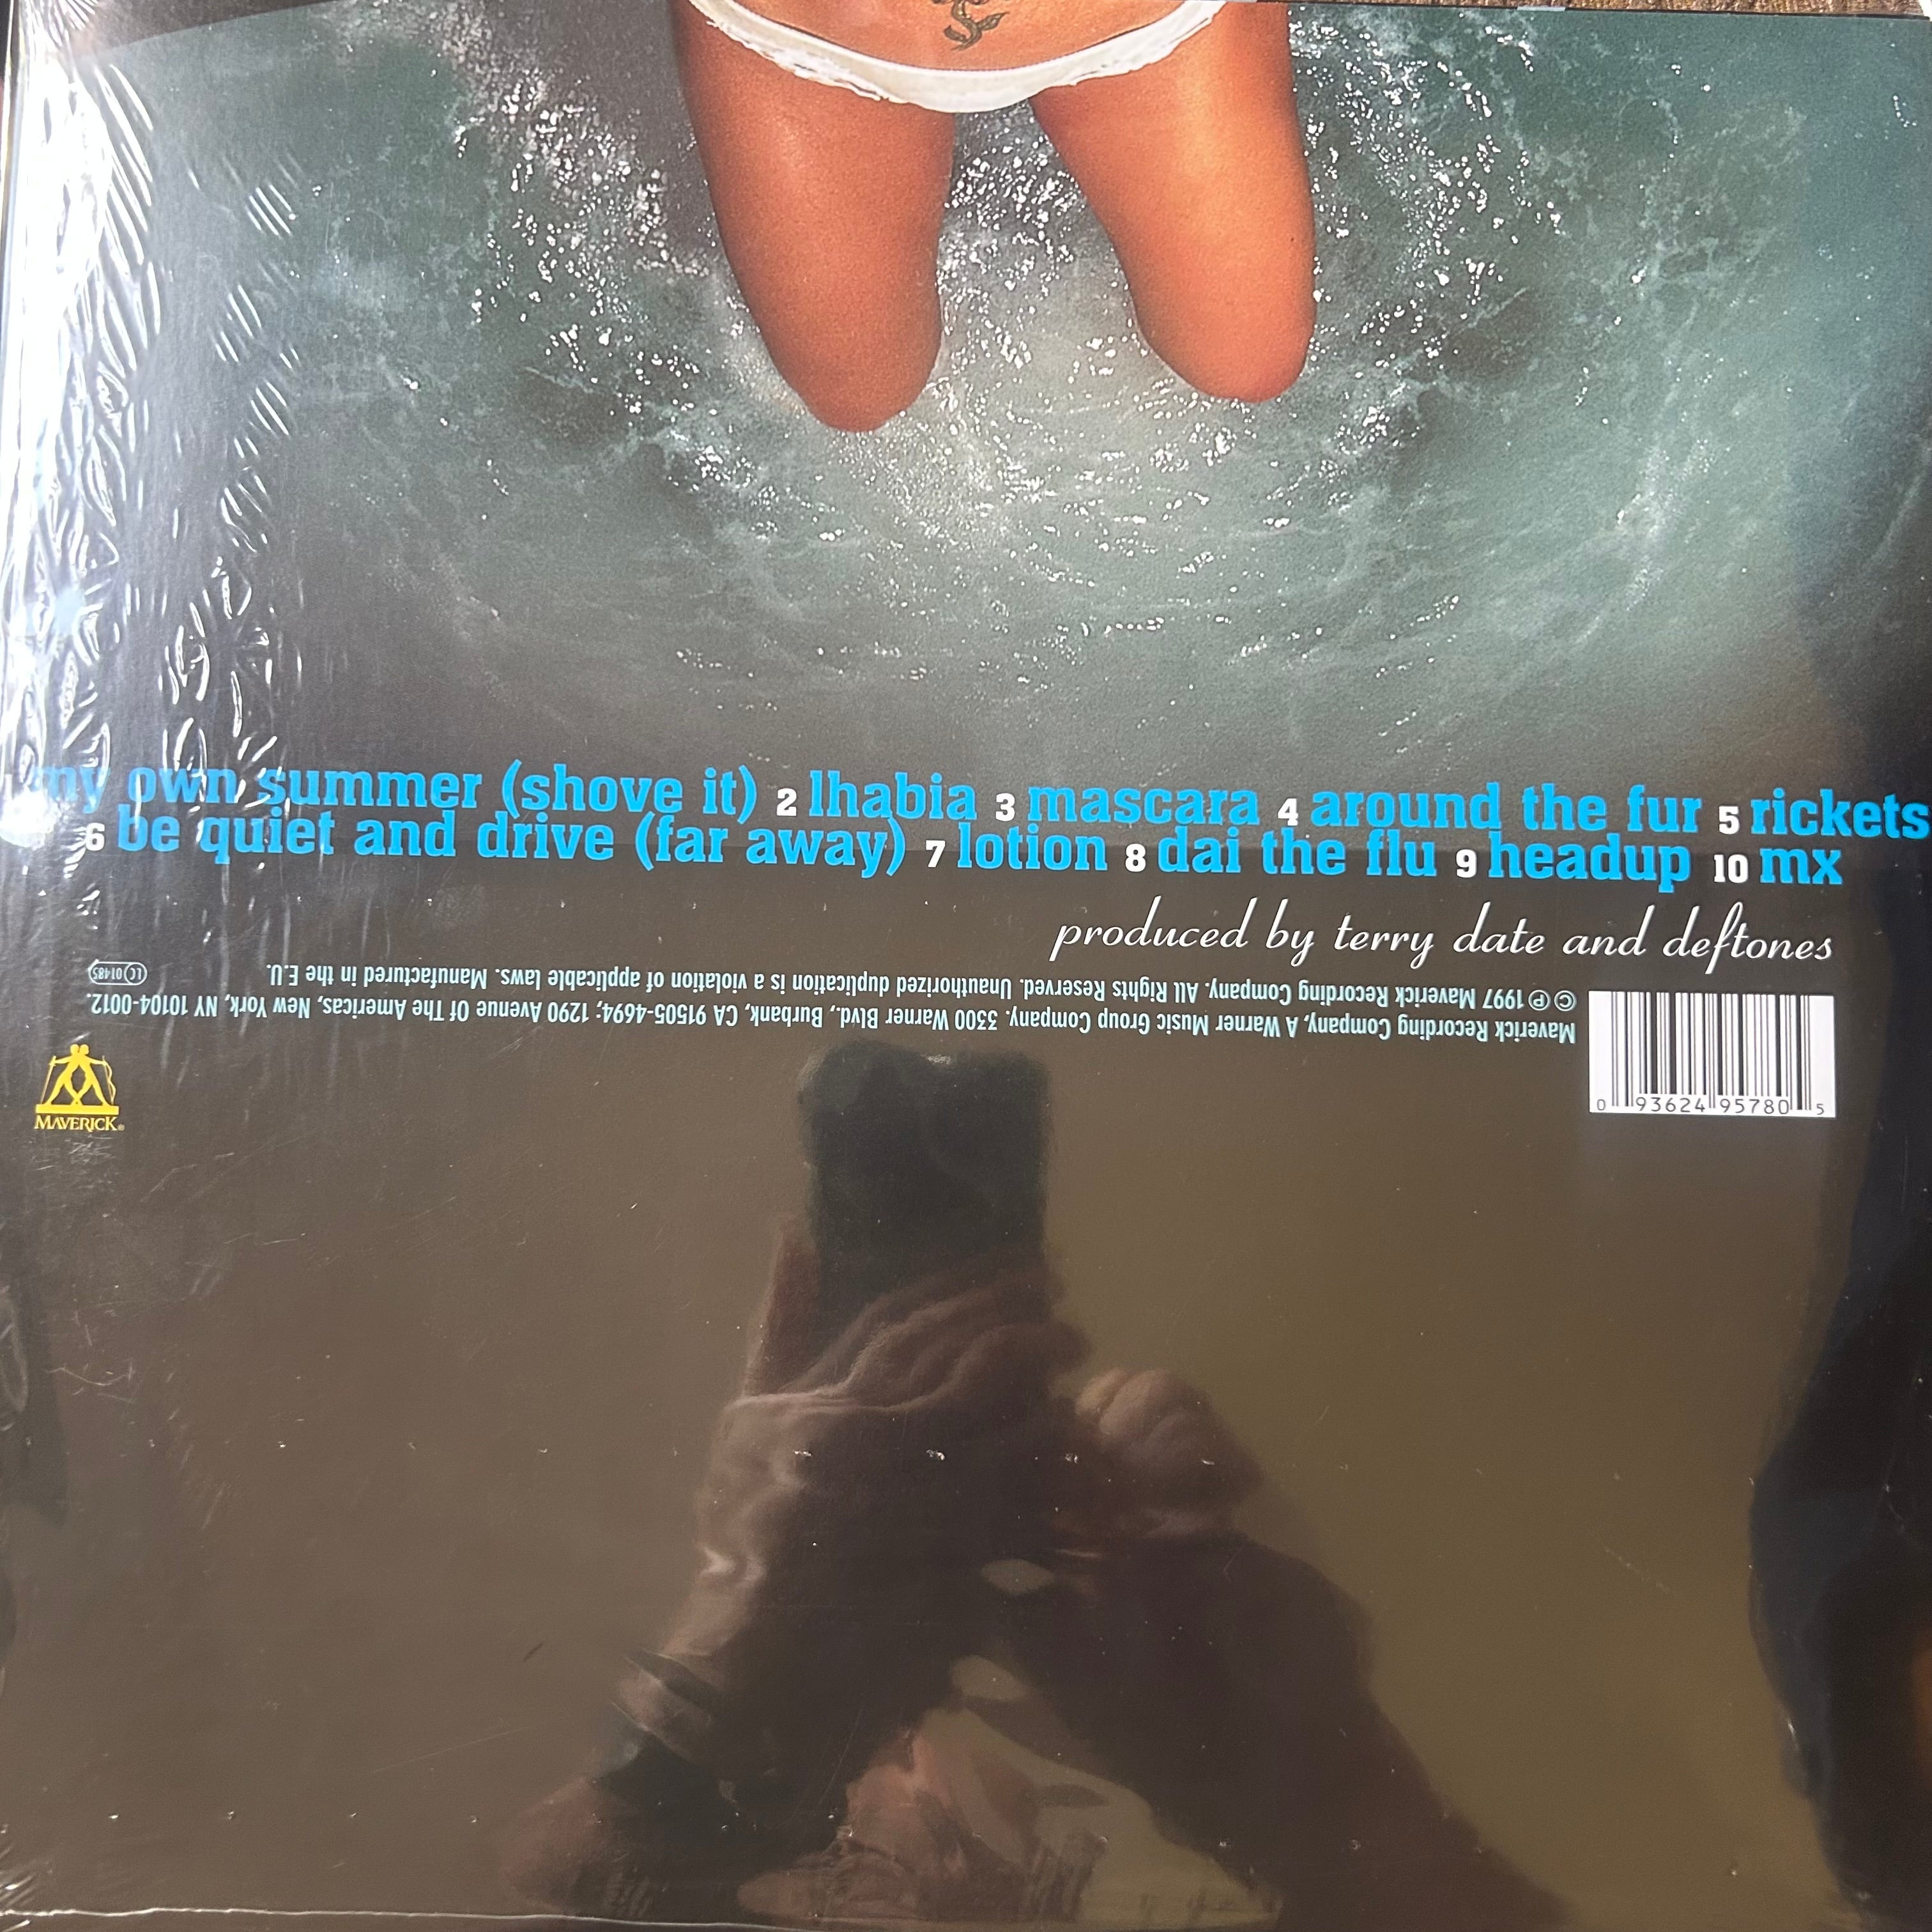 my own summer (shove it) 2 lhabia 3 mascara 4 around the fur 5 rickets
6 be quiet and drive (far away) 7 lotion 8 dai the flu 9 headup 10 mx
produced by terry date and deftones
Maverick Recording Company, A Warner Music Group Company. 3300 Warner Blvd., Burbank, CA 91505-4694; 1290 Avenue Of The Americas, New York, NY 10104-0012.
© ℗ 1997 Maverick Recording Company. All Rights Reserved. Unauthorized duplication is a violation of applicable laws. Manufactured in the E.U.
LC 01485
MAVERICK®
0 93624 95780 5